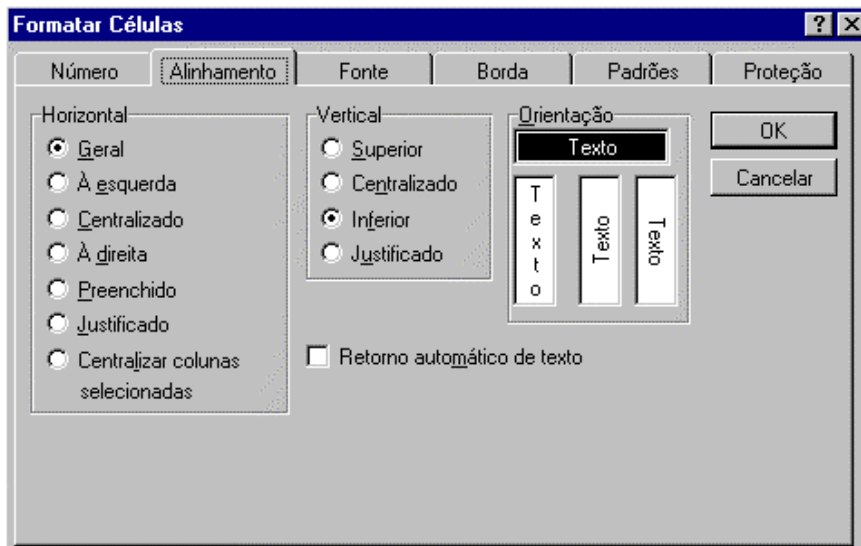 Formatar Células
Número Alinhamento Fonte Borda Padrões Proteção
Horizontal
Geral
À esquerda
Centralizado
À direita
Preenchido
Justificado
Centralizar colunas
selecionadas
Vertical
Superior
Centralizado
Inferior
Justificado
Retorno automático de texto
Orientação
Texto
Texto
Texto
Texto
OK
Cancelar